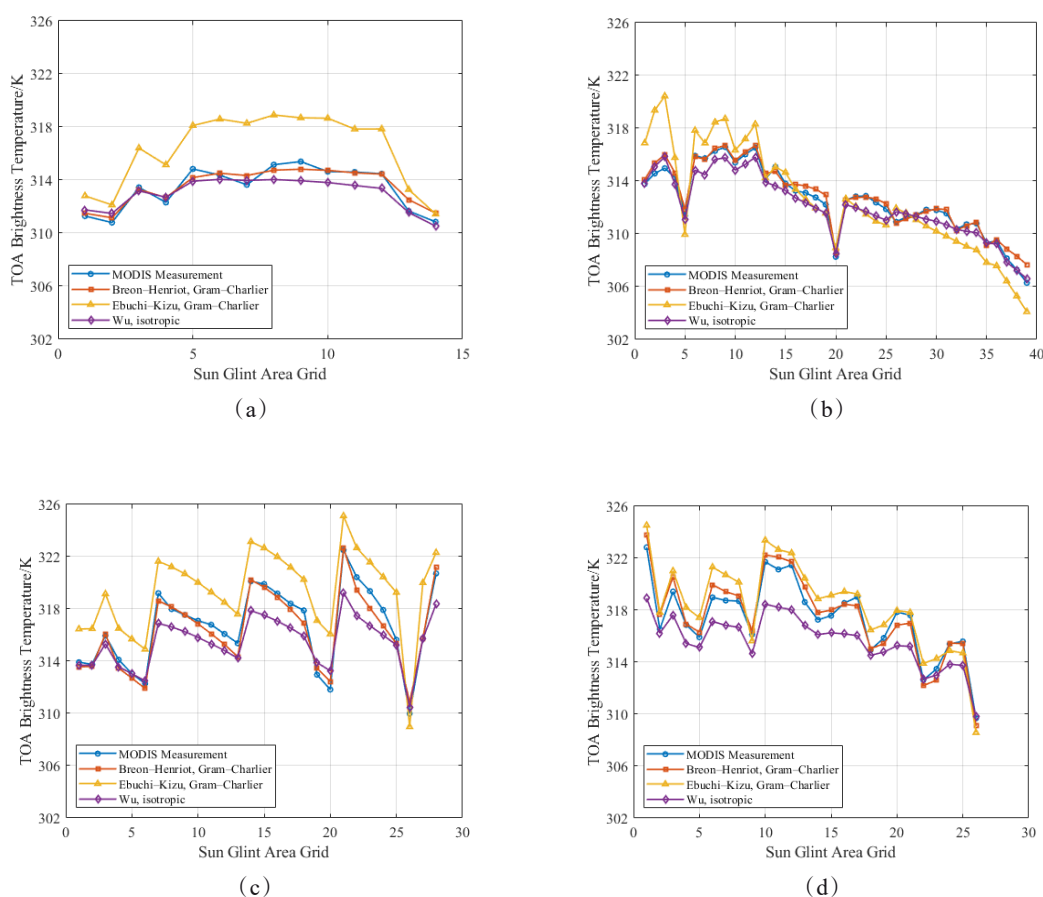 326
322
318
314
310
306
302
TOA Brightness Temperature/K
MODIS Measurement
Breon–Henriot, Gram–Charlier
Ebuchi–Kizu, Gram–Charlier
Wu, isotropic
0 5 10 15
Sun Glint Area Grid
(a)
326
322
318
314
310
306
302
TOA Brightness Temperature/K
MODIS Measurement
Breon–Henriot, Gram–Charlier
Ebuchi–Kizu, Gram–Charlier
Wu, isotropic
0 5 10 15 20 25 30 35 40
Sun Glint Area Grid
(b)
326
322
318
314
310
306
302
TOA Brightness Temperature/K
MODIS Measurement
Breon–Henriot, Gram–Charlier
Ebuchi–Kizu, Gram–Charlier
Wu, isotropic
0 5 10 15 20 25 30
Sun Glint Area Grid
(c)
326
322
318
314
310
306
302
TOA Brightness Temperature/K
MODIS Measurement
Breon–Henriot, Gram–Charlier
Ebuchi–Kizu, Gram–Charlier
Wu, isotropic
0 5 10 15 20 25 30
Sun Glint Area Grid
(d)